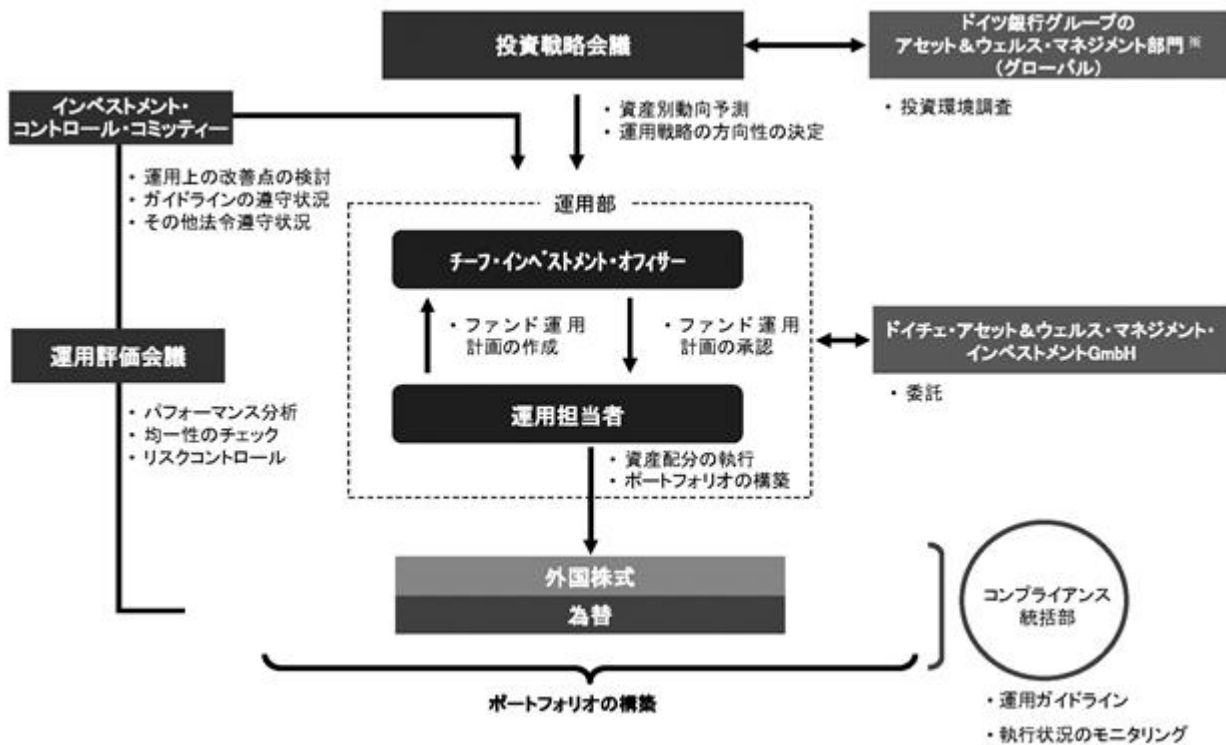 投資戦略会議
ドイツ銀行グループの
アセット&ウェルス・マネジメント部門※
(グローバル)
・投資環境調査
・資産別動向予測
・運用戦略の方向性の決定
インベストメント・
コントロール・コミッティー
・運用上の改善点の検討
・ガイドラインの遵守状況
・その他法令遵守状況
運用部
チーフ・インベストメント・オフィサー
・ファンド運用
計画の作成
・ファンド運用
計画の承認
ドイチェ・アセット&ウェルス・マネジメント・
インベストメントGmbH
・委託
運用評価会議
・パフォーマンス分析
・均一性のチェック
・リスクコントロール
運用担当者
・資産配分の執行
・ポートフォリオの構築
外国株式
為替
ポートフォリオの構築
コンプライアンス
統括部
・運用ガイドライン
・執行状況のモニタリング